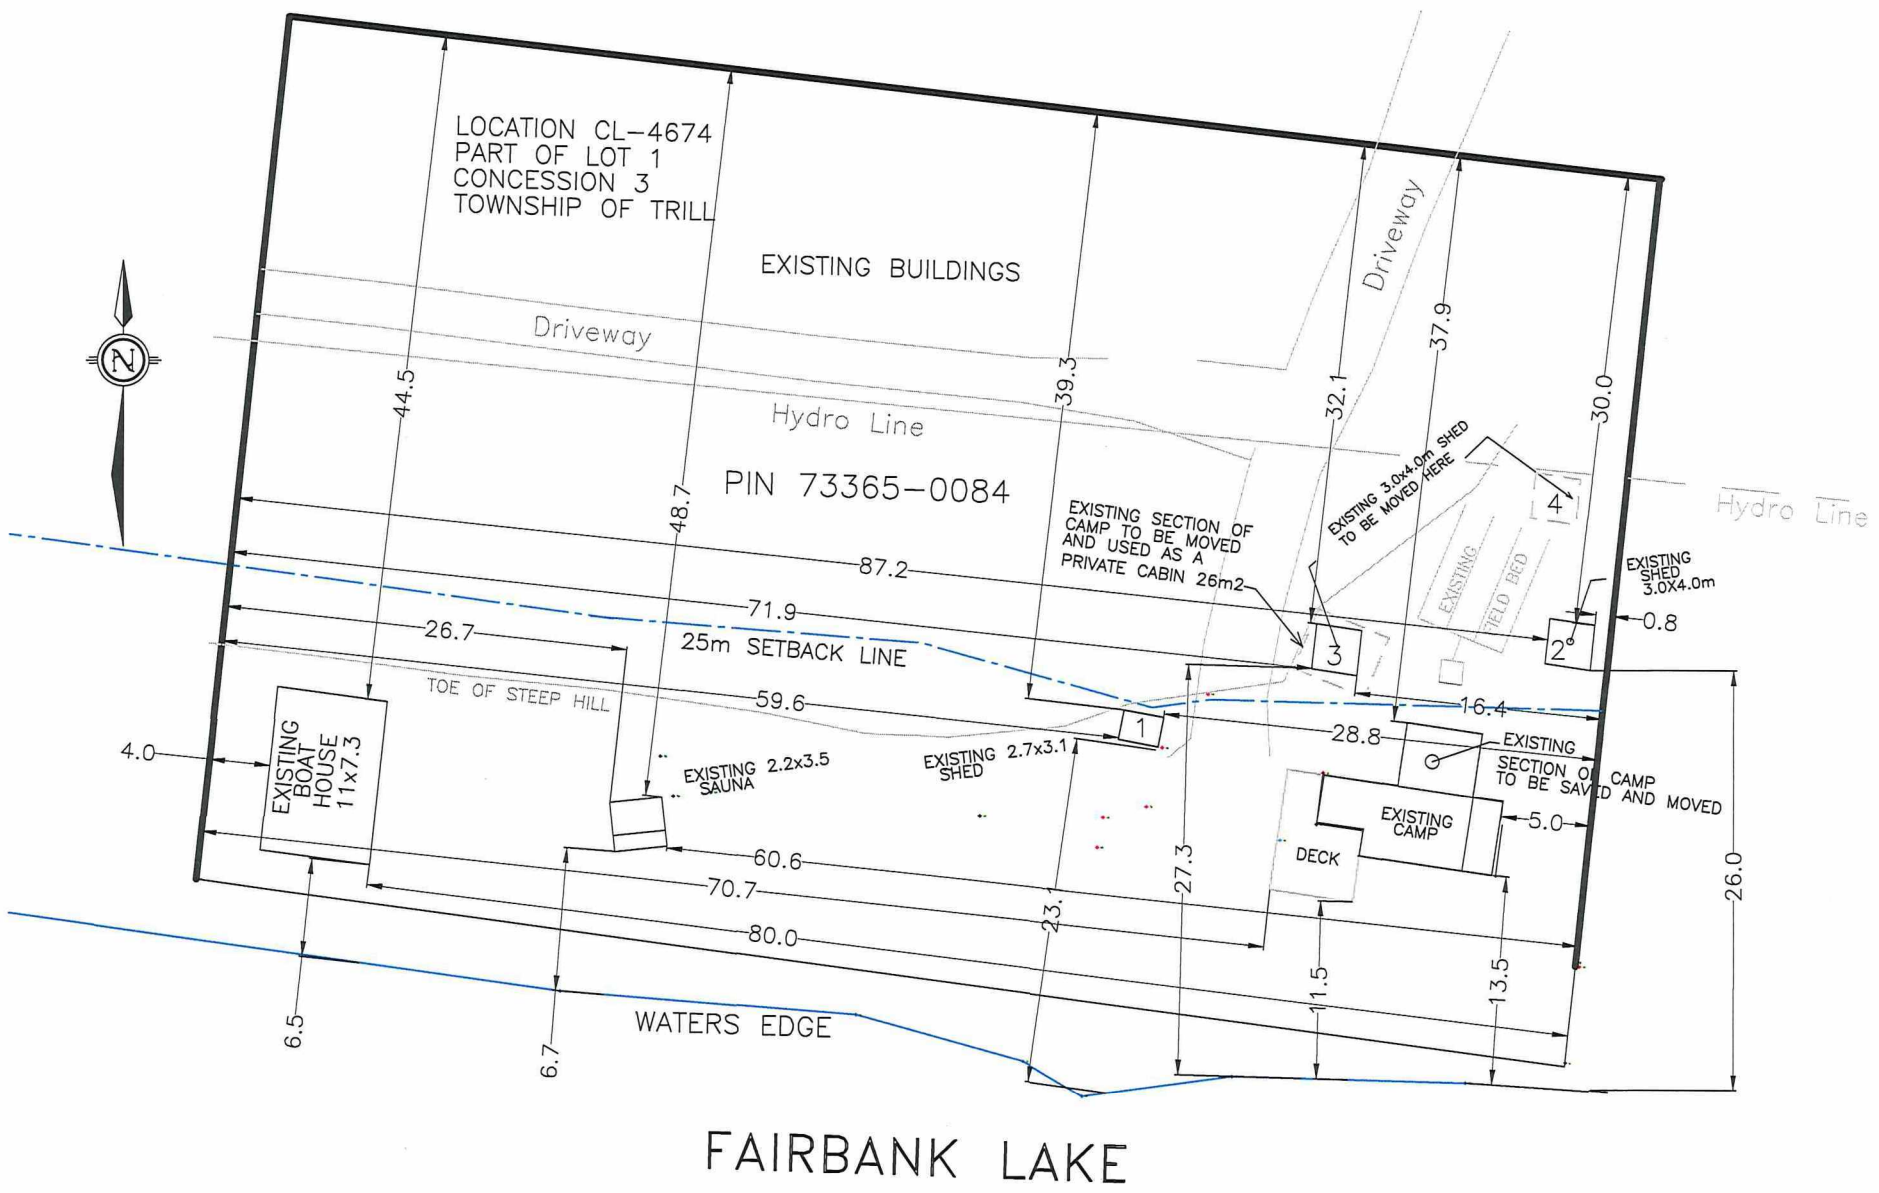 LOCATION CL-4674
PART OF LOT 1
CONCESSION 3
TOWNSHIP OF TRILL
EXISTING BUILDINGS
Driveway
Driveway
N
Hydro Line
Hydro Line
PIN 73365-0084
44.5
48.7
39.3
32.1
37.9
30.0
EXISTING 3.0x4.0m SHED
TO BE MOVED HERE
4
EXISTING SECTION OF
CAMP TO BE MOVED
AND USED AS A
PRIVATE CABIN 26m2
EXISTING
FIELD BED
EXISTING
SHED
3.0X4.0m
0.8
87.2
71.9
26.7
25m SETBACK LINE
3
2
TOE OF STEEP HILL
59.6
16.4
1
28.8
4.0
EXISTING
BOAT
HOUSE
11x7.3
EXISTING 2.2x3.5
SAUNA
EXISTING 2.7x3.1
SHED
EXISTING
SECTION OF CAMP
TO BE SAVED AND MOVED
EXISTING
CAMP
5.0
DECK
60.6
70.7
80.0
27.3
23.1
26.0
11.5
13.5
6.5
6.7
WATERS EDGE
FAIRBANK LAKE